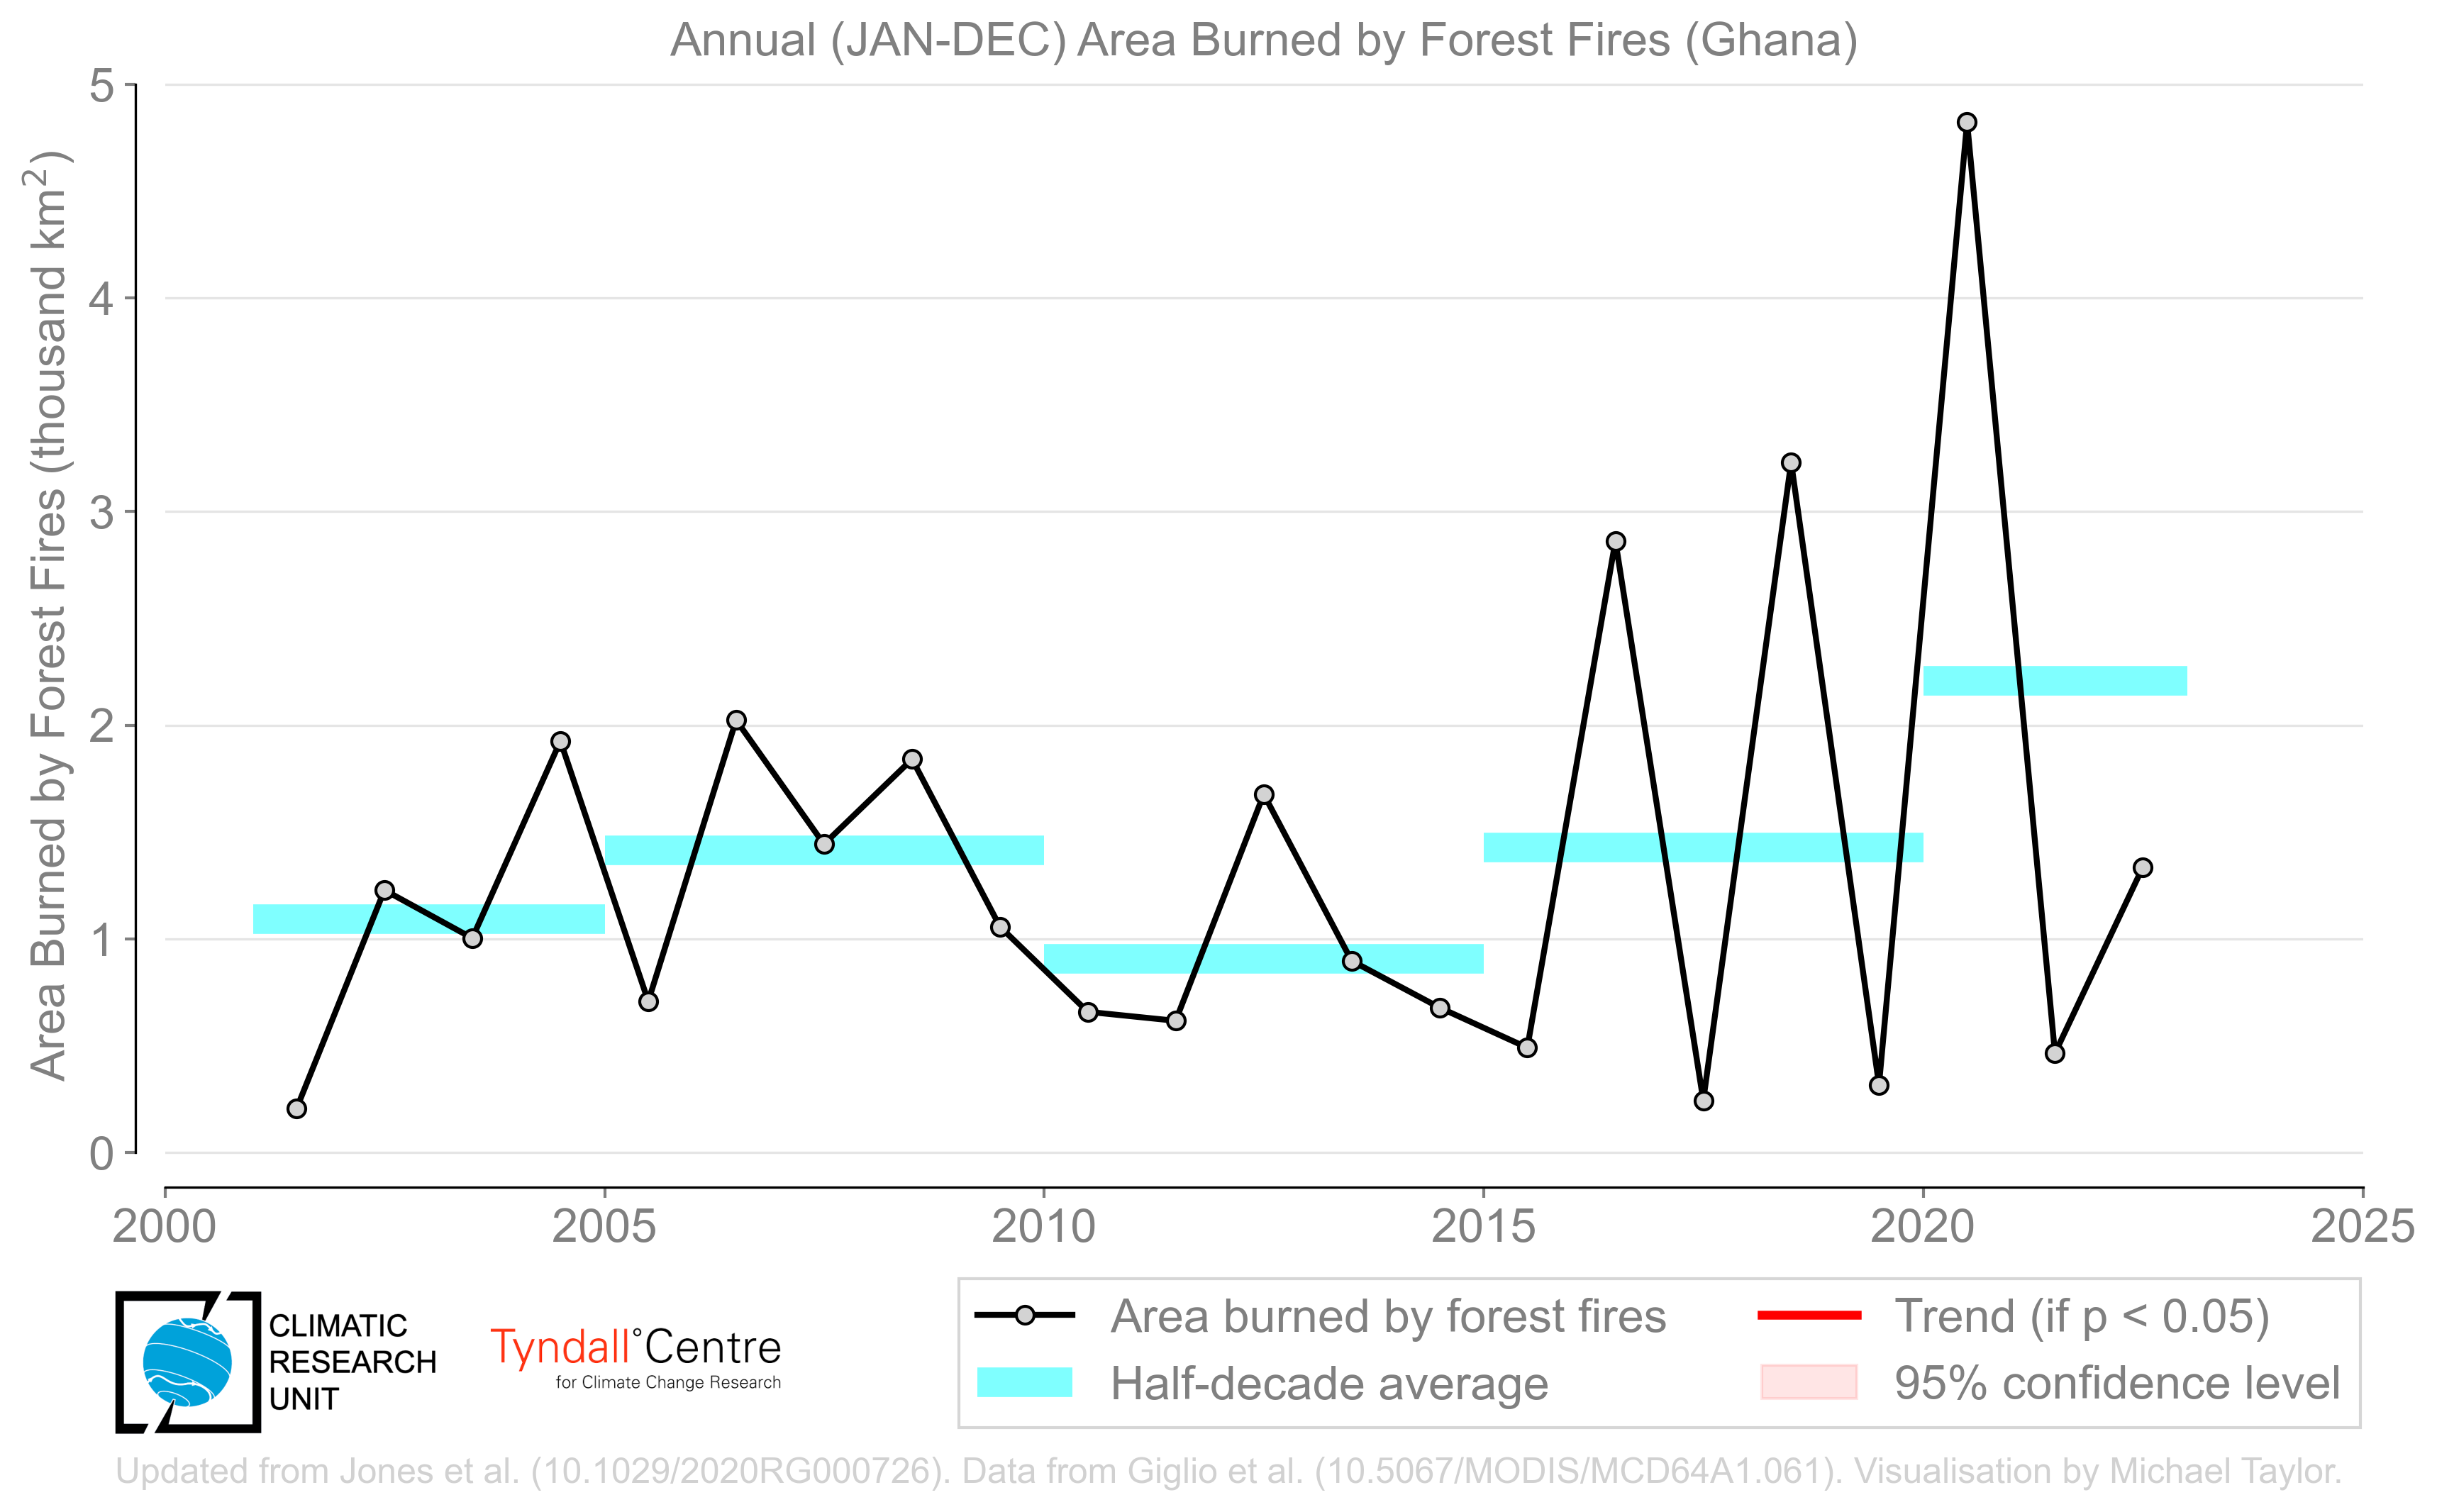 Annual (JAN-DEC) Area Burned by Forest Fires (Ghana)
Area Burned by Forest Fires (thousand km²)
5
4
3
2
1
0
2000 2005 2010 2015 2020 2025
CLIMATIC
RESEARCH
UNIT
Tyndall°Centre
for Climate Change Research
Area burned by forest fires
Half-decade average
Trend (if p < 0.05)
95% confidence level
Updated from Jones et al. (10.1029/2020RG000726). Data from Giglio et al. (10.5067/MODIS/MCD64A1.061). Visualisation by Michael Taylor.